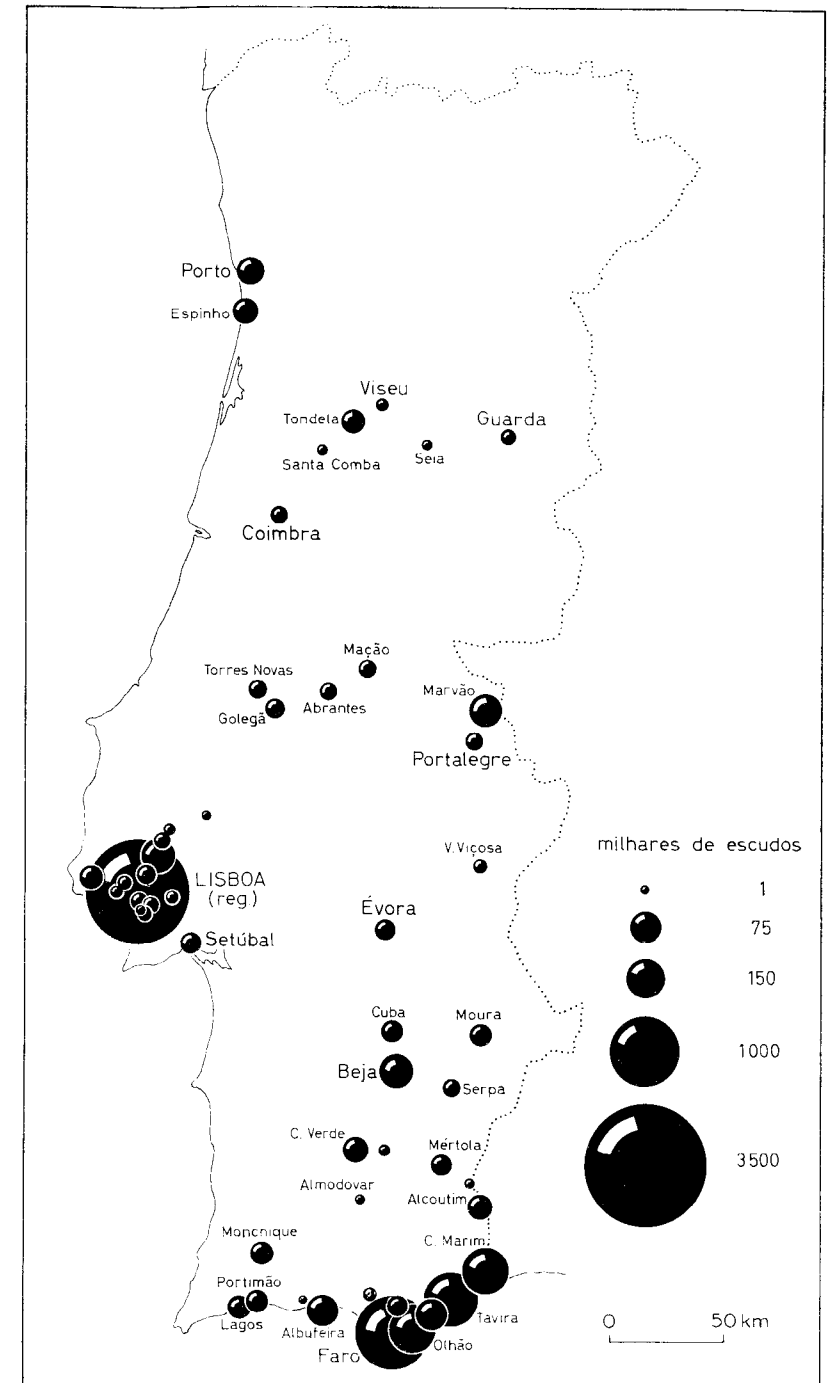 Porto
Espinho
Viseu
Tondela
Guarda
Santa Comba
Seia
Coimbra
Mação
Torres Novas
Abrantes
Golegã
Marvão
Portalegre
V. Viçosa
LISBOA
(reg.)
Évora
Setúbal
Cuba
Moura
Beja
Serpa
C. Verde
Mértola
Almodovar
Alcoutim
Monchique
C. Marim
Portimão
Lagos
Albufeira
Tavira
Olhão
Faro
milhares de escudos
1
75
150
1000
3500
0 50 km